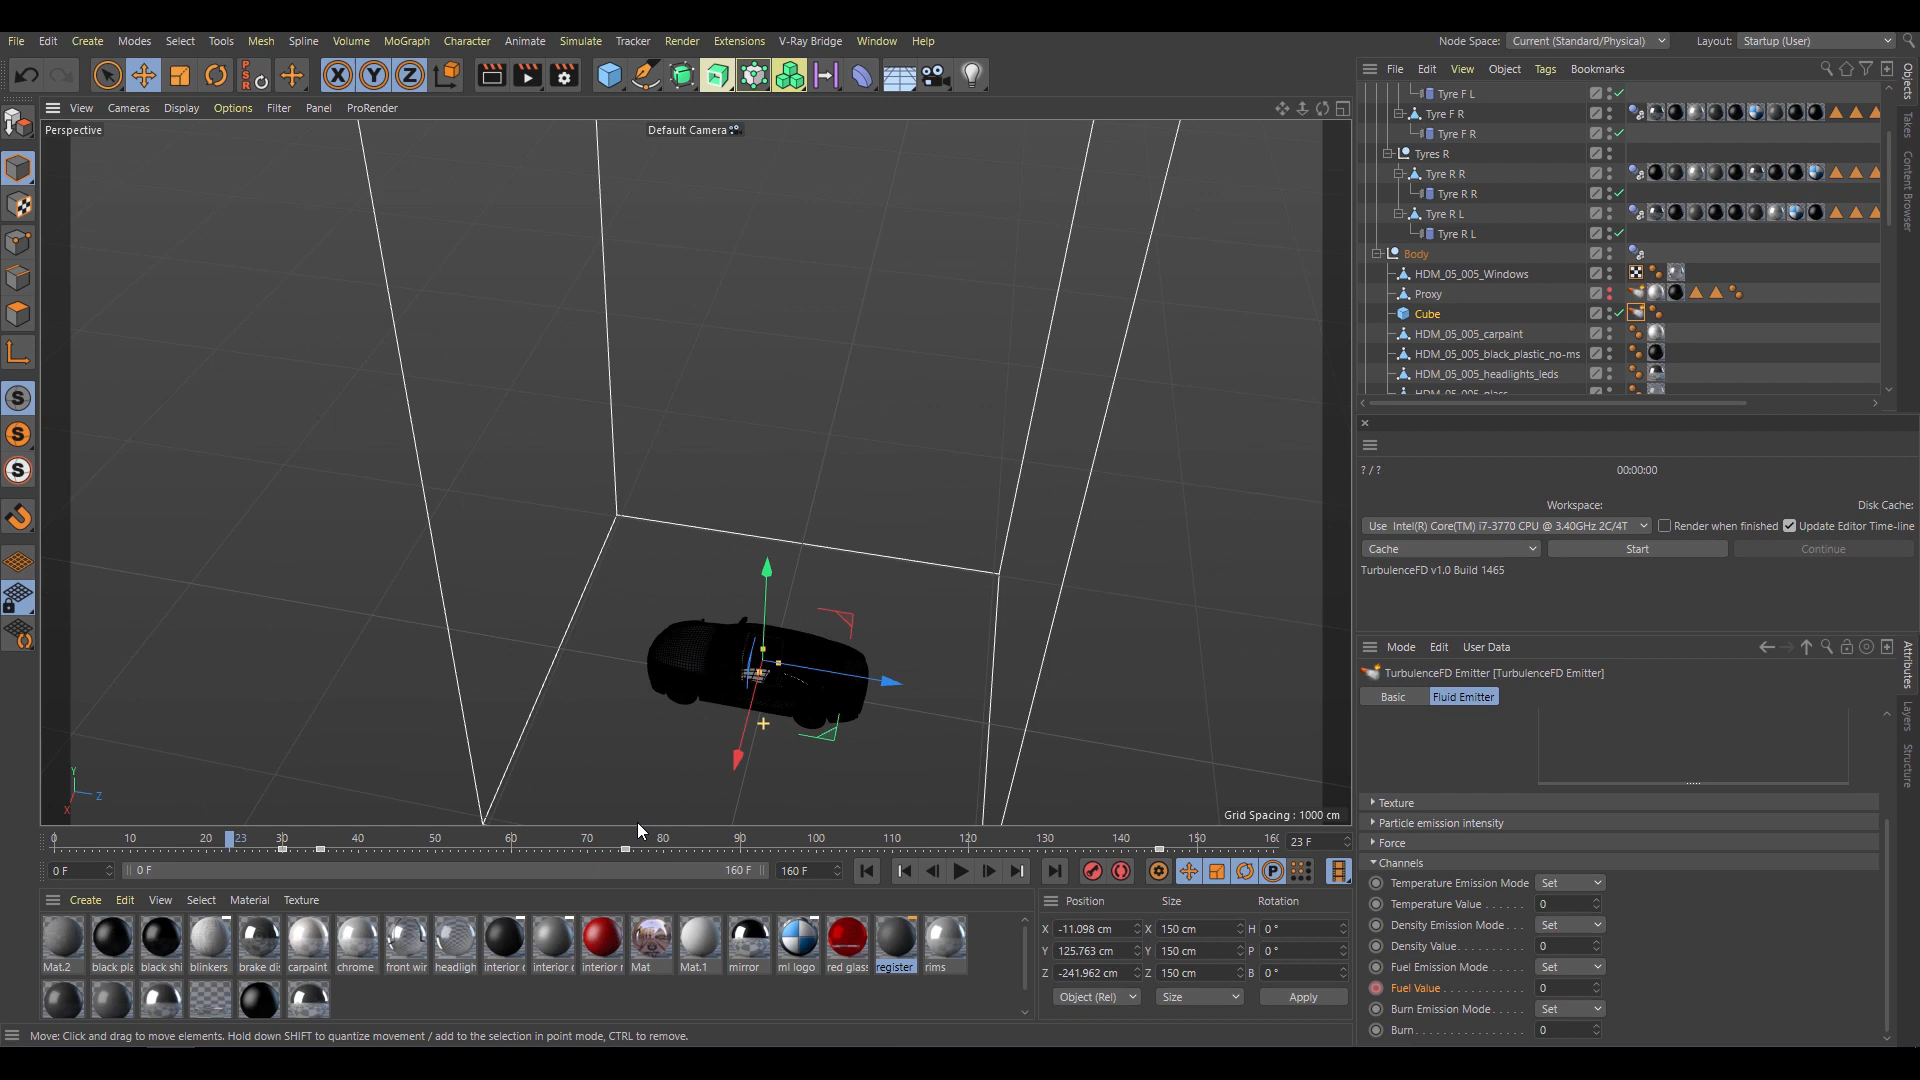 File Edit Create Modes Select Tools Mesh Spline Volume MoGraph Character Animate Simulate Tracker Render Extensions V-Ray Bridge Window Help
Node Space: Current (Standard/Physical) Layout: Startup (User)
View Cameras Display Options Filter Panel ProRender
Perspective
Default Camera
Grid Spacing : 1000 cm
File Edit View Object Tags Bookmarks
Tyre F L
Tyre F R
Tyre F R
Tyres R
Tyre R R
Tyre R R
Tyre R L
Tyre R L
Body
HDM_05_005_Windows
Proxy
Cube
HDM_05_005_carpaint
HDM_05_005_black_plastic_no-ms
HDM_05_005_headlights_leds
Objects
Takes
Content Browser
? / ? 00:00:00
Workspace: Disk Cache:
Use Intel(R) Core(TM) i7-3770 CPU @ 3.40GHz 2C/4T Render when finished Update Editor Time-line
Cache Start Continue
TurbulenceFD v1.0 Build 1465
Mode Edit User Data
TurbulenceFD Emitter [TurbulenceFD Emitter]
Basic Fluid Emitter
Texture
Particle emission intensity
Force
Channels
Temperature Emission Mode Set
Temperature Value 0
Density Emission Mode Set
Density Value 0
Fuel Emission Mode Set
Fuel Value 0
Burn Emission Mode Set
Burn 0
Attributes
Layers
Structure
0 10 20 23 30 40 50 60 70 80 90 100 110 120 130 140 150 160 23 F
0 F 0 F 160 F 160 F
Create Edit View Select Material Texture
Mat.2 black pla black shi blinkers brake di carpaint chrome front wir headligh interior c interior c interior r Mat Mat.1 mirror ml logo red glass register rims
Position Size Rotation
X -11.098 cm X 150 cm H 0 °
Y 125.763 cm Y 150 cm P 0 °
Z -241.962 cm Z 150 cm B 0 °
Object (Rel) Size Apply
Move: Click and drag to move elements. Hold down SHIFT to quantize movement / add to the selection in point mode, CTRL to remove.